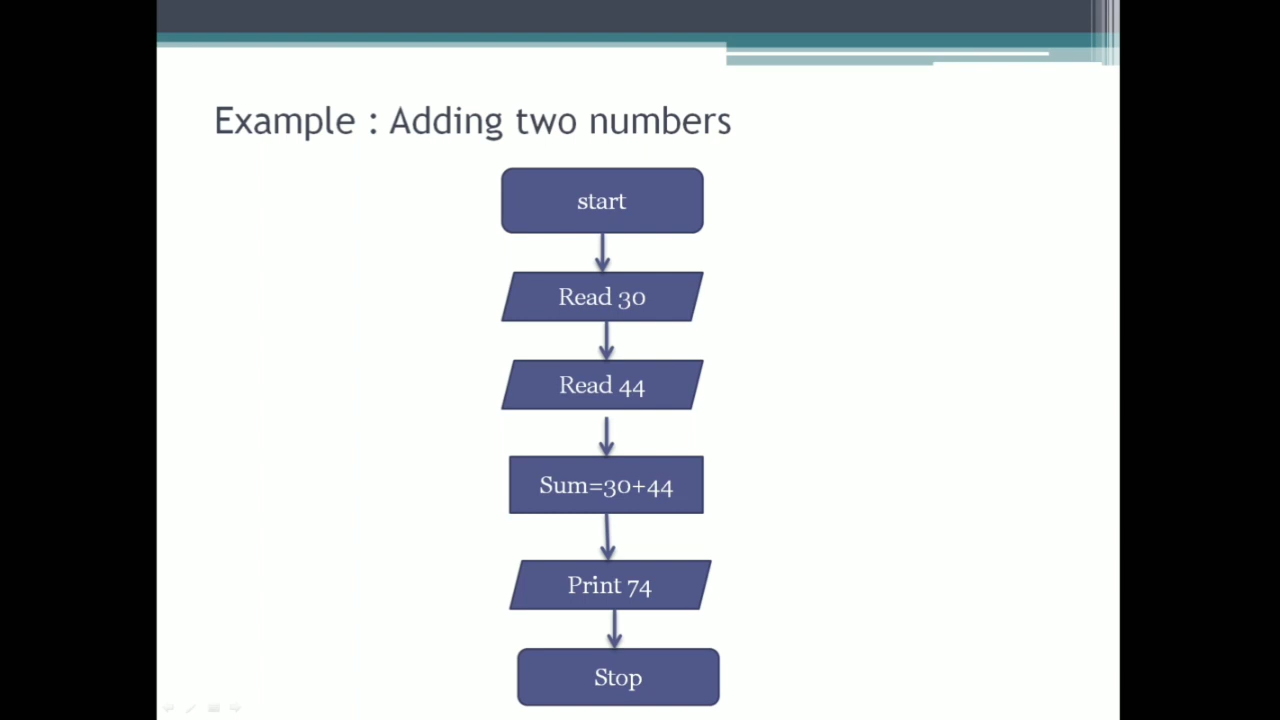 Example : Adding two numbers
start
Read 30
Read 44
Sum=30+44
Print 74
Stop